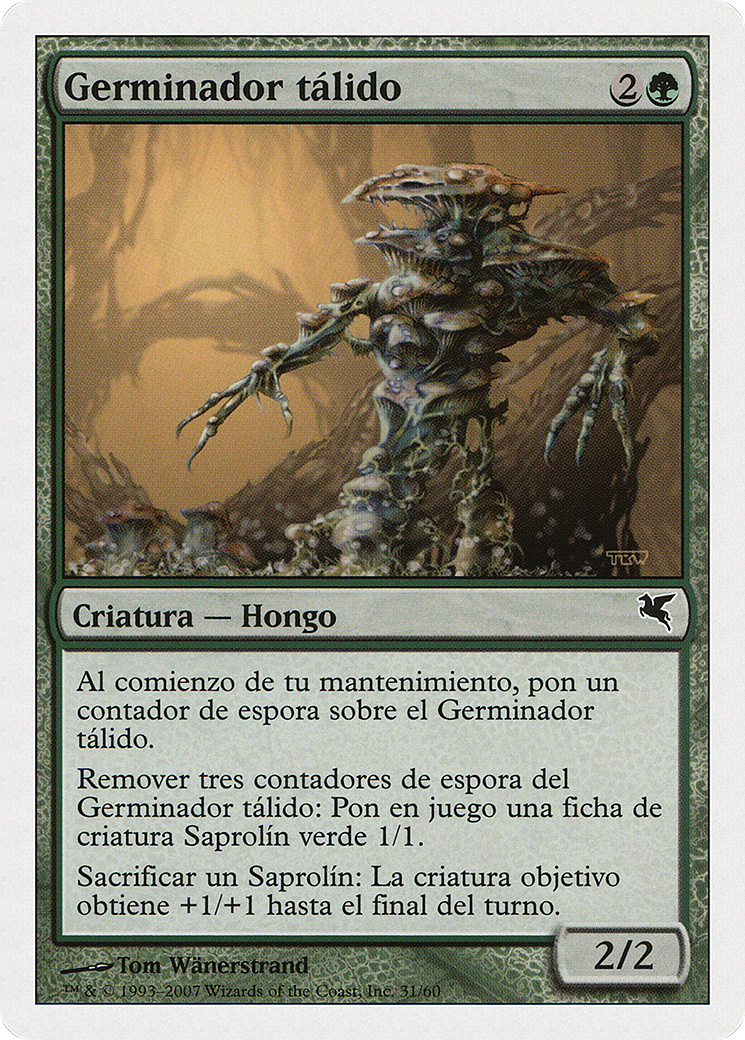 Germinador tálido 2
TEW
Criatura — Hongo
Al comienzo de tu mantenimiento, pon un
contador de espora sobre el Germinador
tálido.
Remover tres contadores de espora del
Germinador tálido: Pon en juego una ficha de
criatura Saprolín verde 1/1.
Sacrificar un Saprolín: La criatura objetivo
obtiene +1/+1 hasta el final del turno.
2/2
Tom Wänerstrand
™ & © 1993–2007 Wizards of the Coast, Inc. 31/60